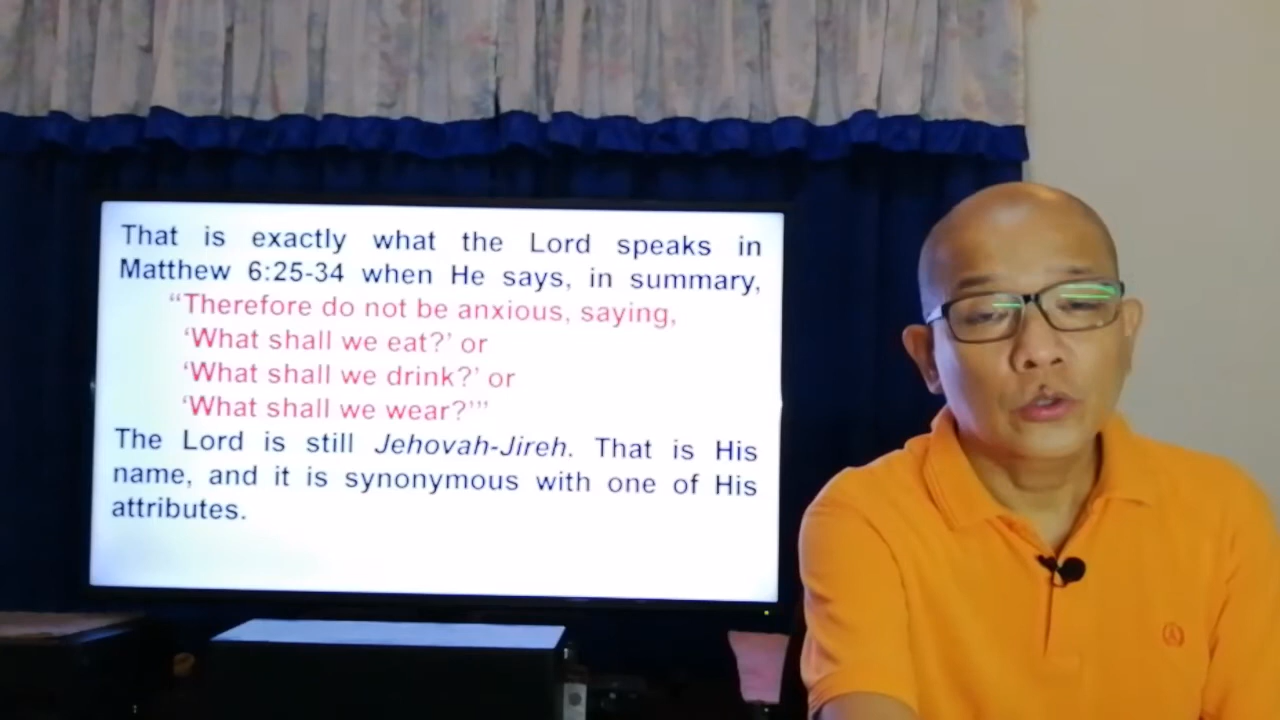 That is exactly what the Lord speaks in
Matthew 6:25-34 when He says, in summary,
“Therefore do not be anxious, saying,
‘What shall we eat?’ or
‘What shall we drink?’ or
‘What shall we wear?’”
The Lord is still Jehovah-Jireh. That is His
name, and it is synonymous with one of His
attributes.